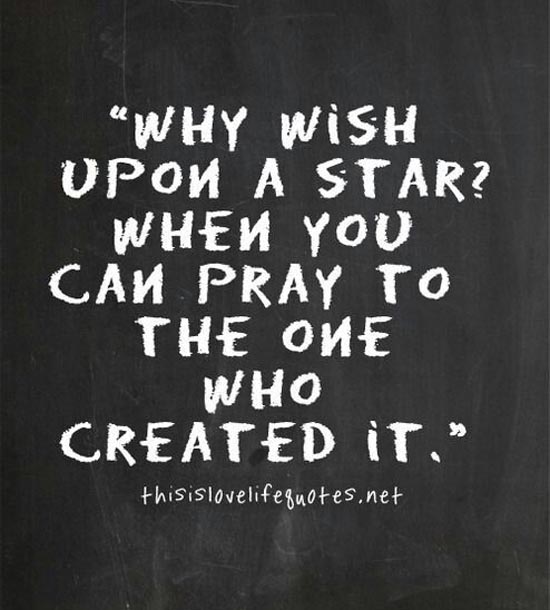 “WHY WiSH
UPON A STAR?
WHEN YOU
CAN PRAY TO
THE ONE
WHO
CREATED iT.”
thisislovelifequotes.net